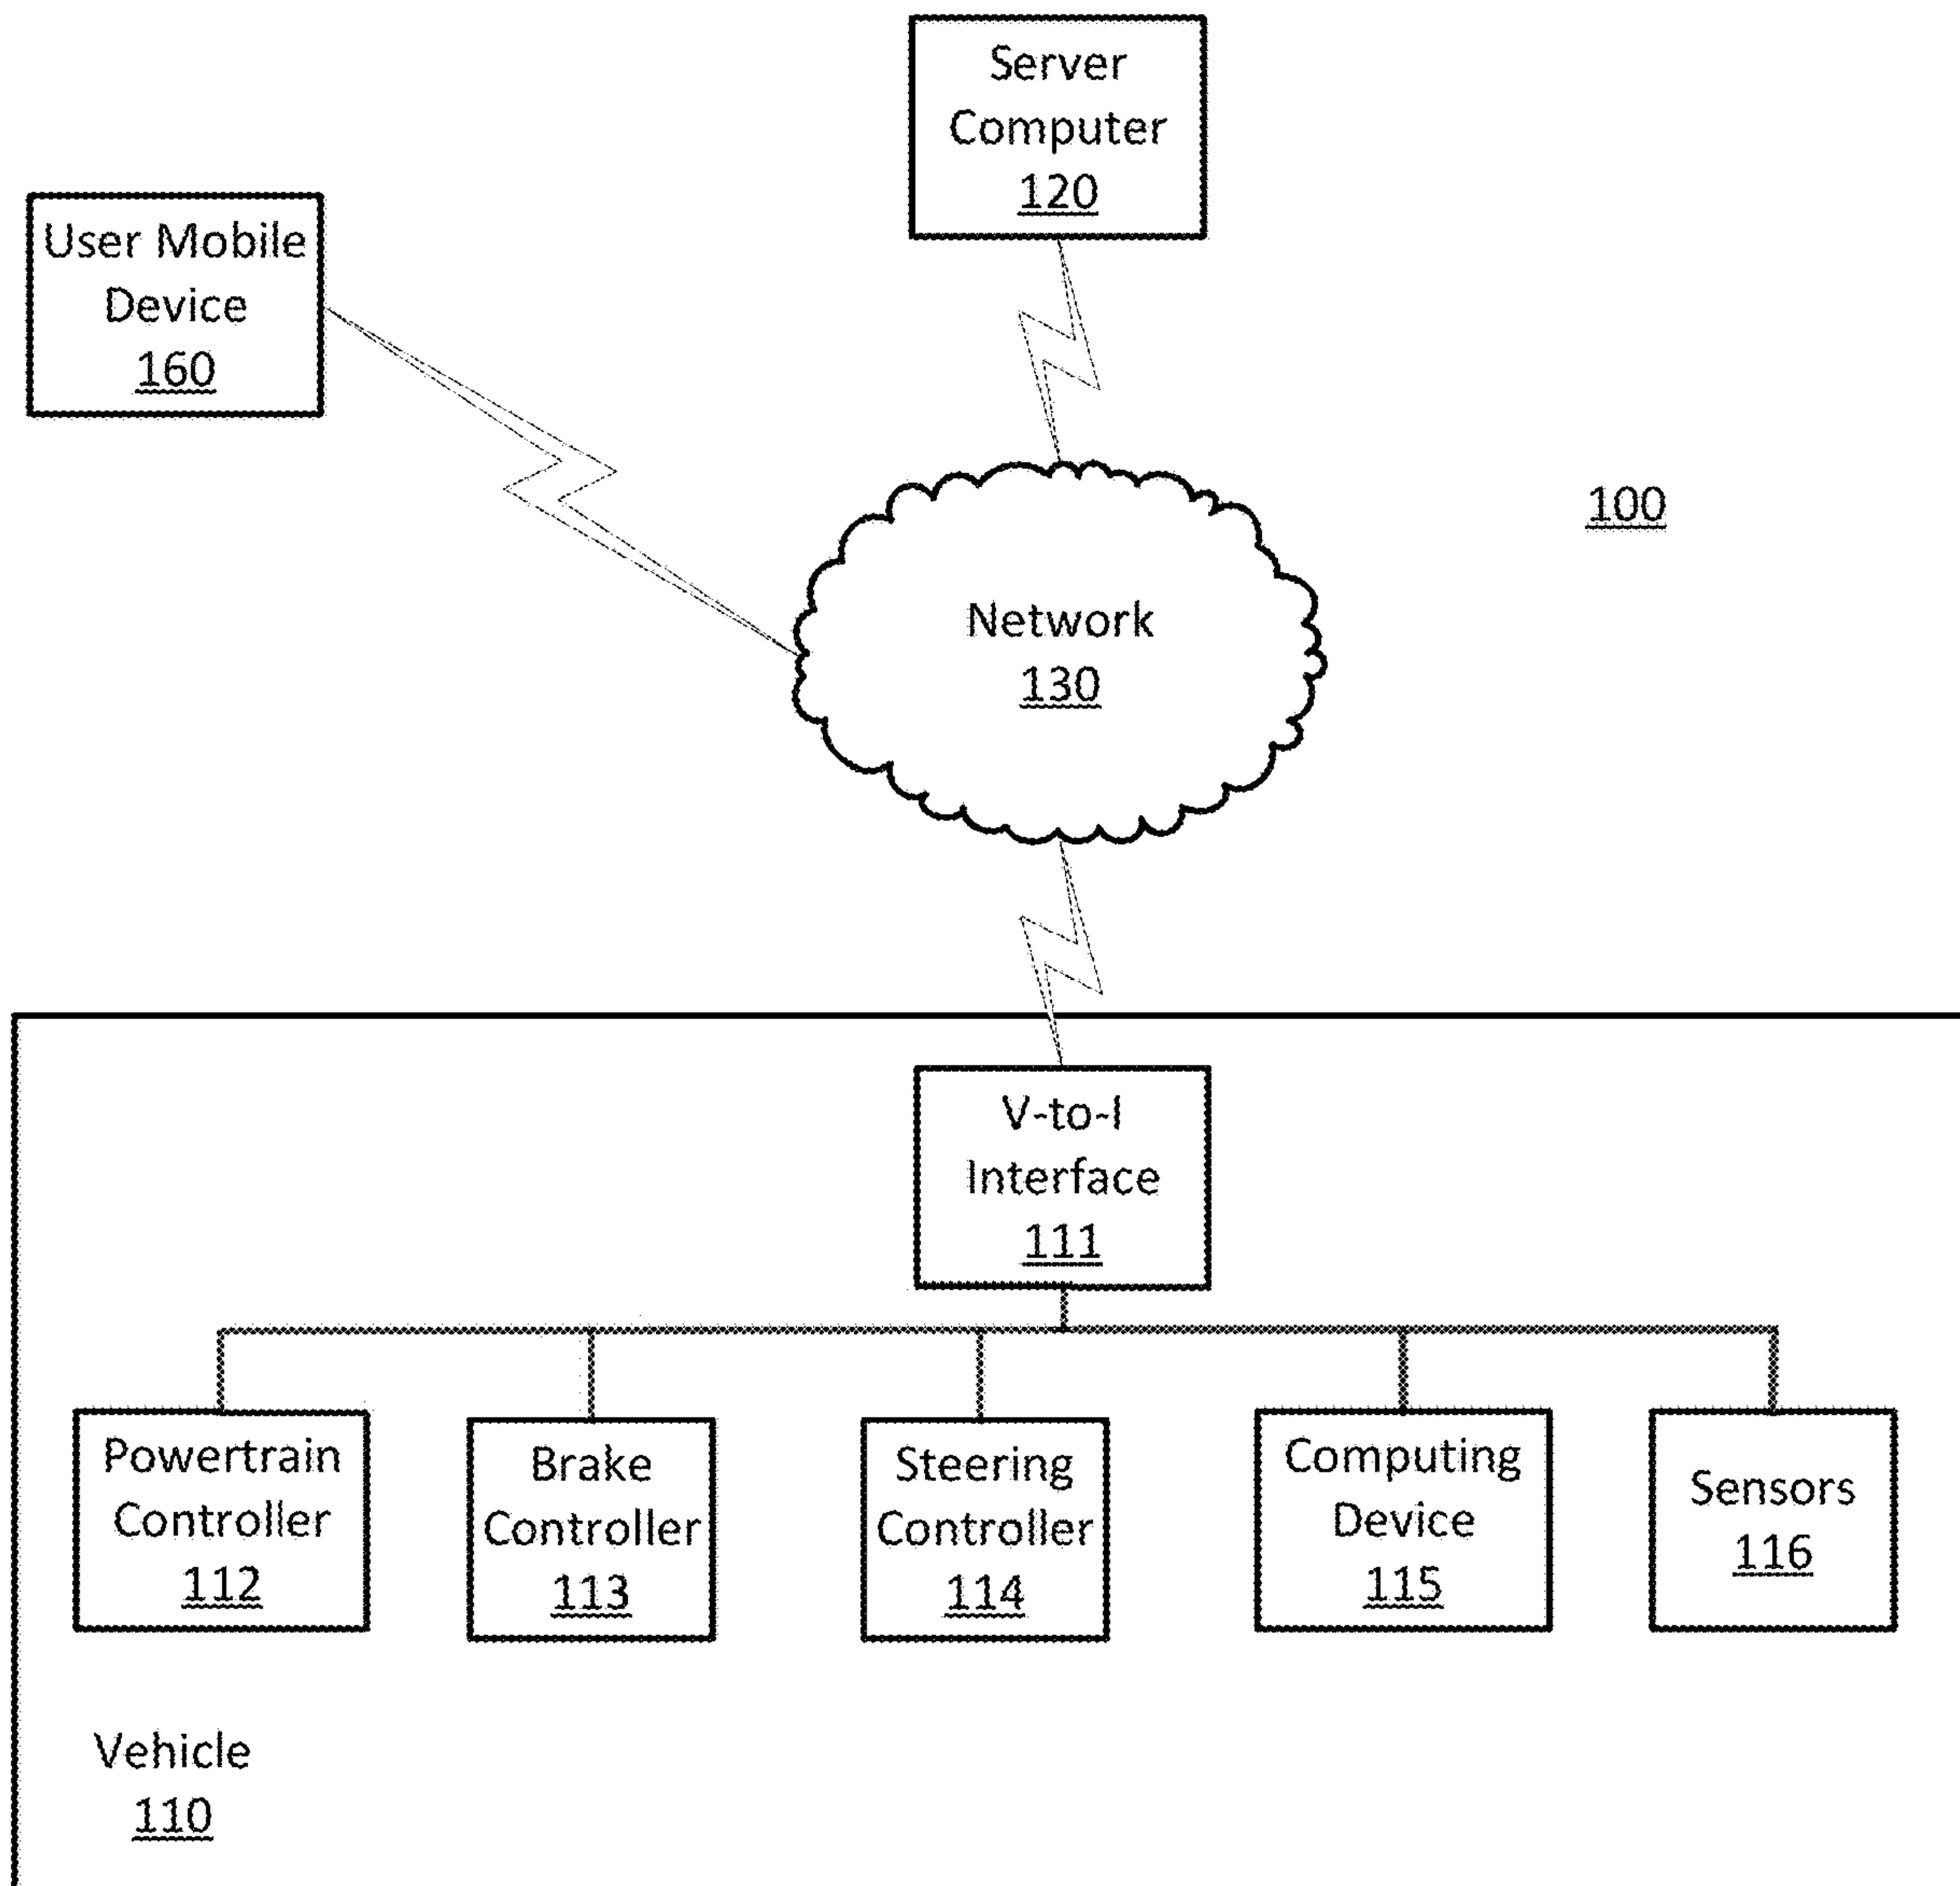 Server
Computer
120
User Mobile
Device
160
100
Network
130
V-to-I
Interface
111
Powertrain
Controller
112
Brake
Controller
113
Steering
Controller
114
Computing
Device
115
Sensors
116
Vehicle
110